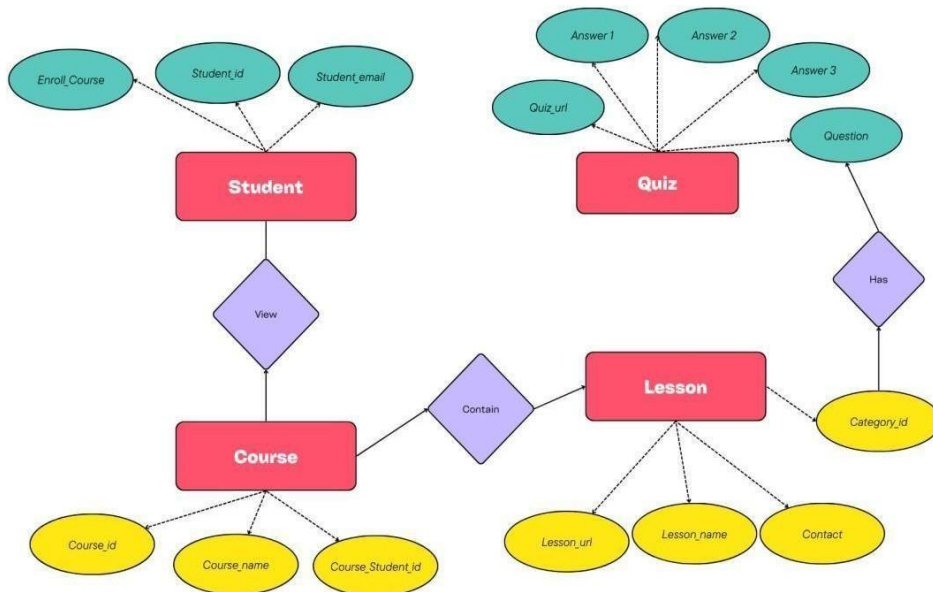 Answer 1
Answer 2
Enroll_Course
Student_id
Student_email
Answer 3
Quiz_url
Question
Student
Quiz
View
Has
Contain
Lesson
Category_id
Course
Course_id
Course_name
Course_Student_id
Lesson_url
Lesson_name
Contact